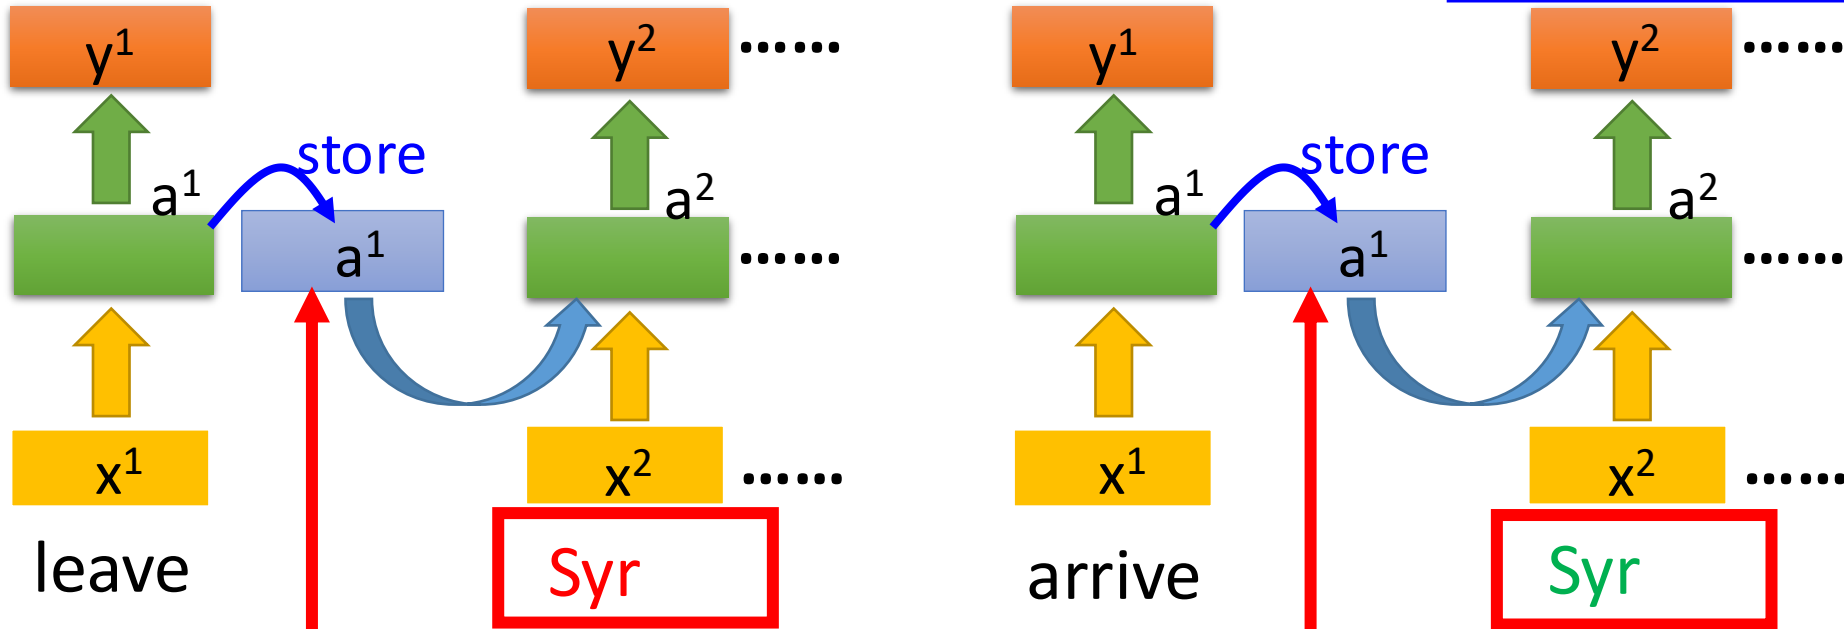 y¹ y² ...... y¹ y² ......
store store
a¹ a² a¹ a²
a¹ ...... a¹ ......
x¹ x² ...... x¹ x² ......
leave Syr arrive Syr